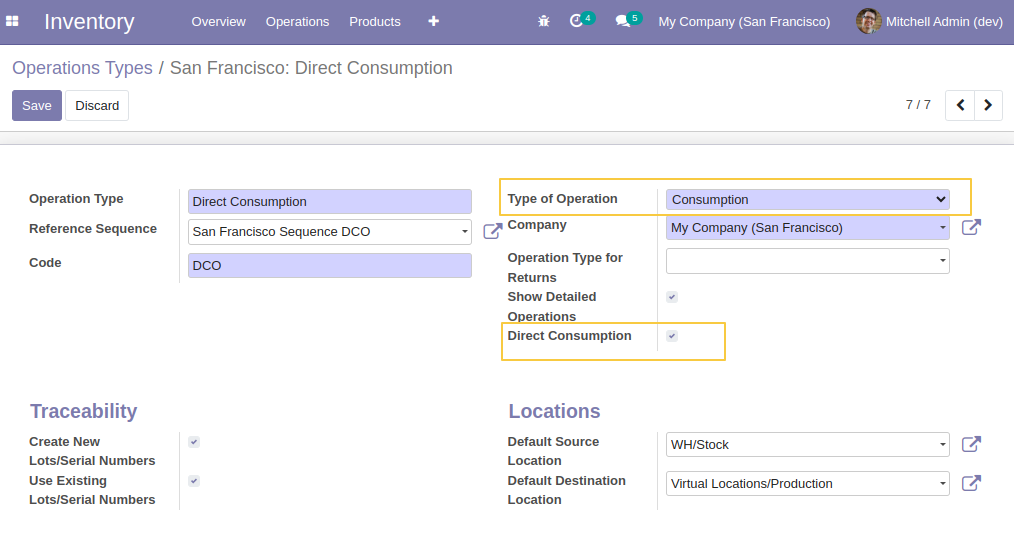 Inventory Overview Operations Products + 4 5 My Company (San Francisco) Mitchell Admin (dev)
Operations Types / San Francisco: Direct Consumption
Save Discard 7 / 7
Operation Type Direct Consumption
Reference Sequence San Francisco Sequence DCO
Code DCO
Type of Operation Consumption
Company My Company (San Francisco)
Operation Type for
Returns
Show Detailed
Operations
Direct Consumption
Traceability
Create New
Lots/Serial Numbers
Use Existing
Lots/Serial Numbers
Locations
Default Source
Location WH/Stock
Default Destination
Location Virtual Locations/Production